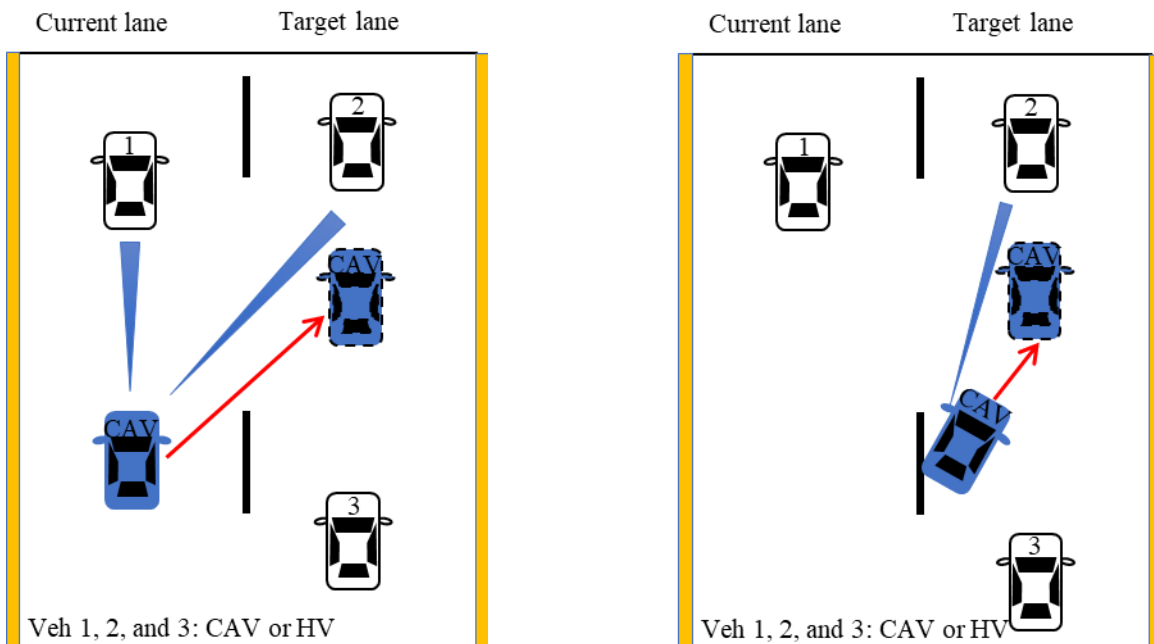 Current lane
Target lane
1
2
CAV
CAV
3
Veh 1, 2, and 3: CAV or HV
Current lane
Target lane
1
2
CAV
CAV
3
Veh 1, 2, and 3: CAV or HV